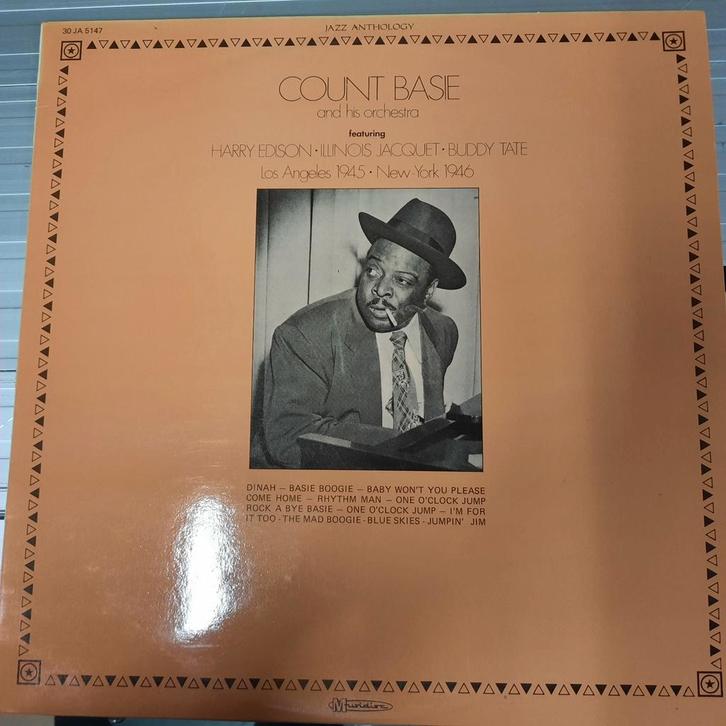 30 JA 5147
JAZZ ANTHOLOGY
COUNT BASIE
and his orchestra
featuring
HARRY EDISON • ILLINOIS JACQUET • BUDDY TATE
Los Angeles 1945 • New-York 1946
DINAH – BASIE BOOGIE – BABY WON'T YOU PLEASE
COME HOME – RHYTHM MAN – ONE O'CLOCK JUMP
ROCK A BYE BASIE – ONE O'CLOCK JUMP – I'M FOR
IT TOO - THE MAD BOOGIE - BLUE SKIES - JUMPIN' JIM
Musidisc